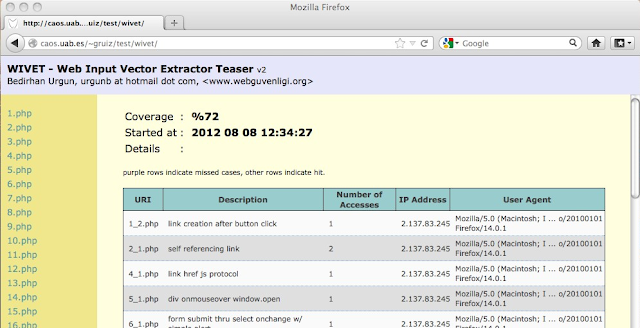 Mozilla Firefox
http://caos.uab....uiz/test/wivet/
caos.uab.es/~gruiz/test/wivet/
Google
WIVET - Web Input Vector Extractor Teaser v2
Bedirhan Urgun, urgunb at hotmail dot com, <www.webguvenligi.org>
1.php
2.php
3.php
4.php
5.php
6.php
7.php
8.php
9.php
10.php
11.php
12.php
13.php
14.php
15.php
16.php
Coverage : %72
Started at : 2012 08 08 12:34:27
Details :
purple rows indicate missed cases, other rows indicate hit.
URI Description Number of Accesses IP Address User Agent
1_2.php link creation after button click 1 2.137.83.245 Mozilla/5.0 (Macintosh; I ... o/20100101
Firefox/14.0.1
2_1.php self referencing link 2 2.137.83.245 Mozilla/5.0 (Macintosh; I ... o/20100101
Firefox/14.0.1
4_1.php link href js protocol 1 2.137.83.245 Mozilla/5.0 (Macintosh; I ... o/20100101
Firefox/14.0.1
5_1.php div onmouseover window.open 1 2.137.83.245 Mozilla/5.0 (Macintosh; I ... o/20100101
Firefox/14.0.1
6_1.php form submit thru select onchange w/ 1 2.137.83.245 Mozilla/5.0 (Macintosh; I ... o/20100101
simple alert Firefox/14.0.1